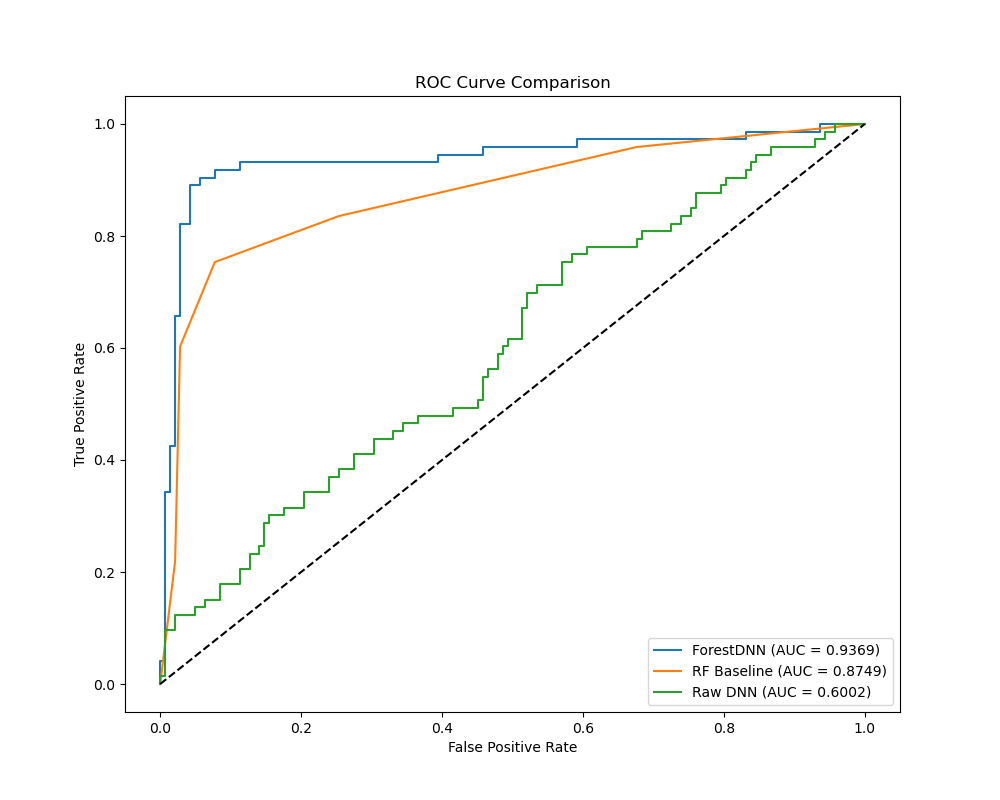 ROC Curve Comparison
True Positive Rate
1.0
0.8
0.6
0.4
0.2
0.0
ForestDNN (AUC = 0.9369)
RF Baseline (AUC = 0.8749)
Raw DNN (AUC = 0.6002)
0.0 0.2 0.4 0.6 0.8 1.0
False Positive Rate